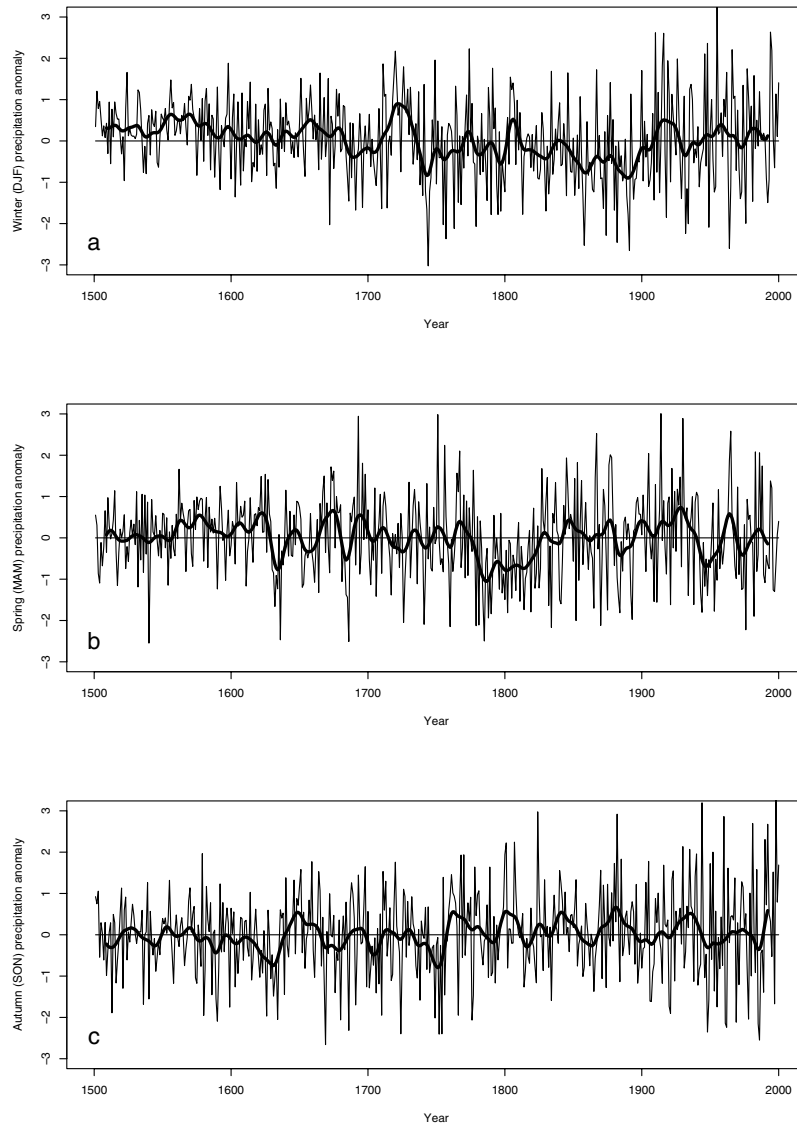 Winter (DJF) precipitation anomaly
3
2
1
0
−1
−2
−3
a
1500 1600 1700 1800 1900 2000
Year
Spring (MAM) precipitation anomaly
3
2
1
0
−1
−2
−3
b
1500 1600 1700 1800 1900 2000
Year
Autumn (SON) precipitation anomaly
3
2
1
0
−1
−2
−3
c
1500 1600 1700 1800 1900 2000
Year